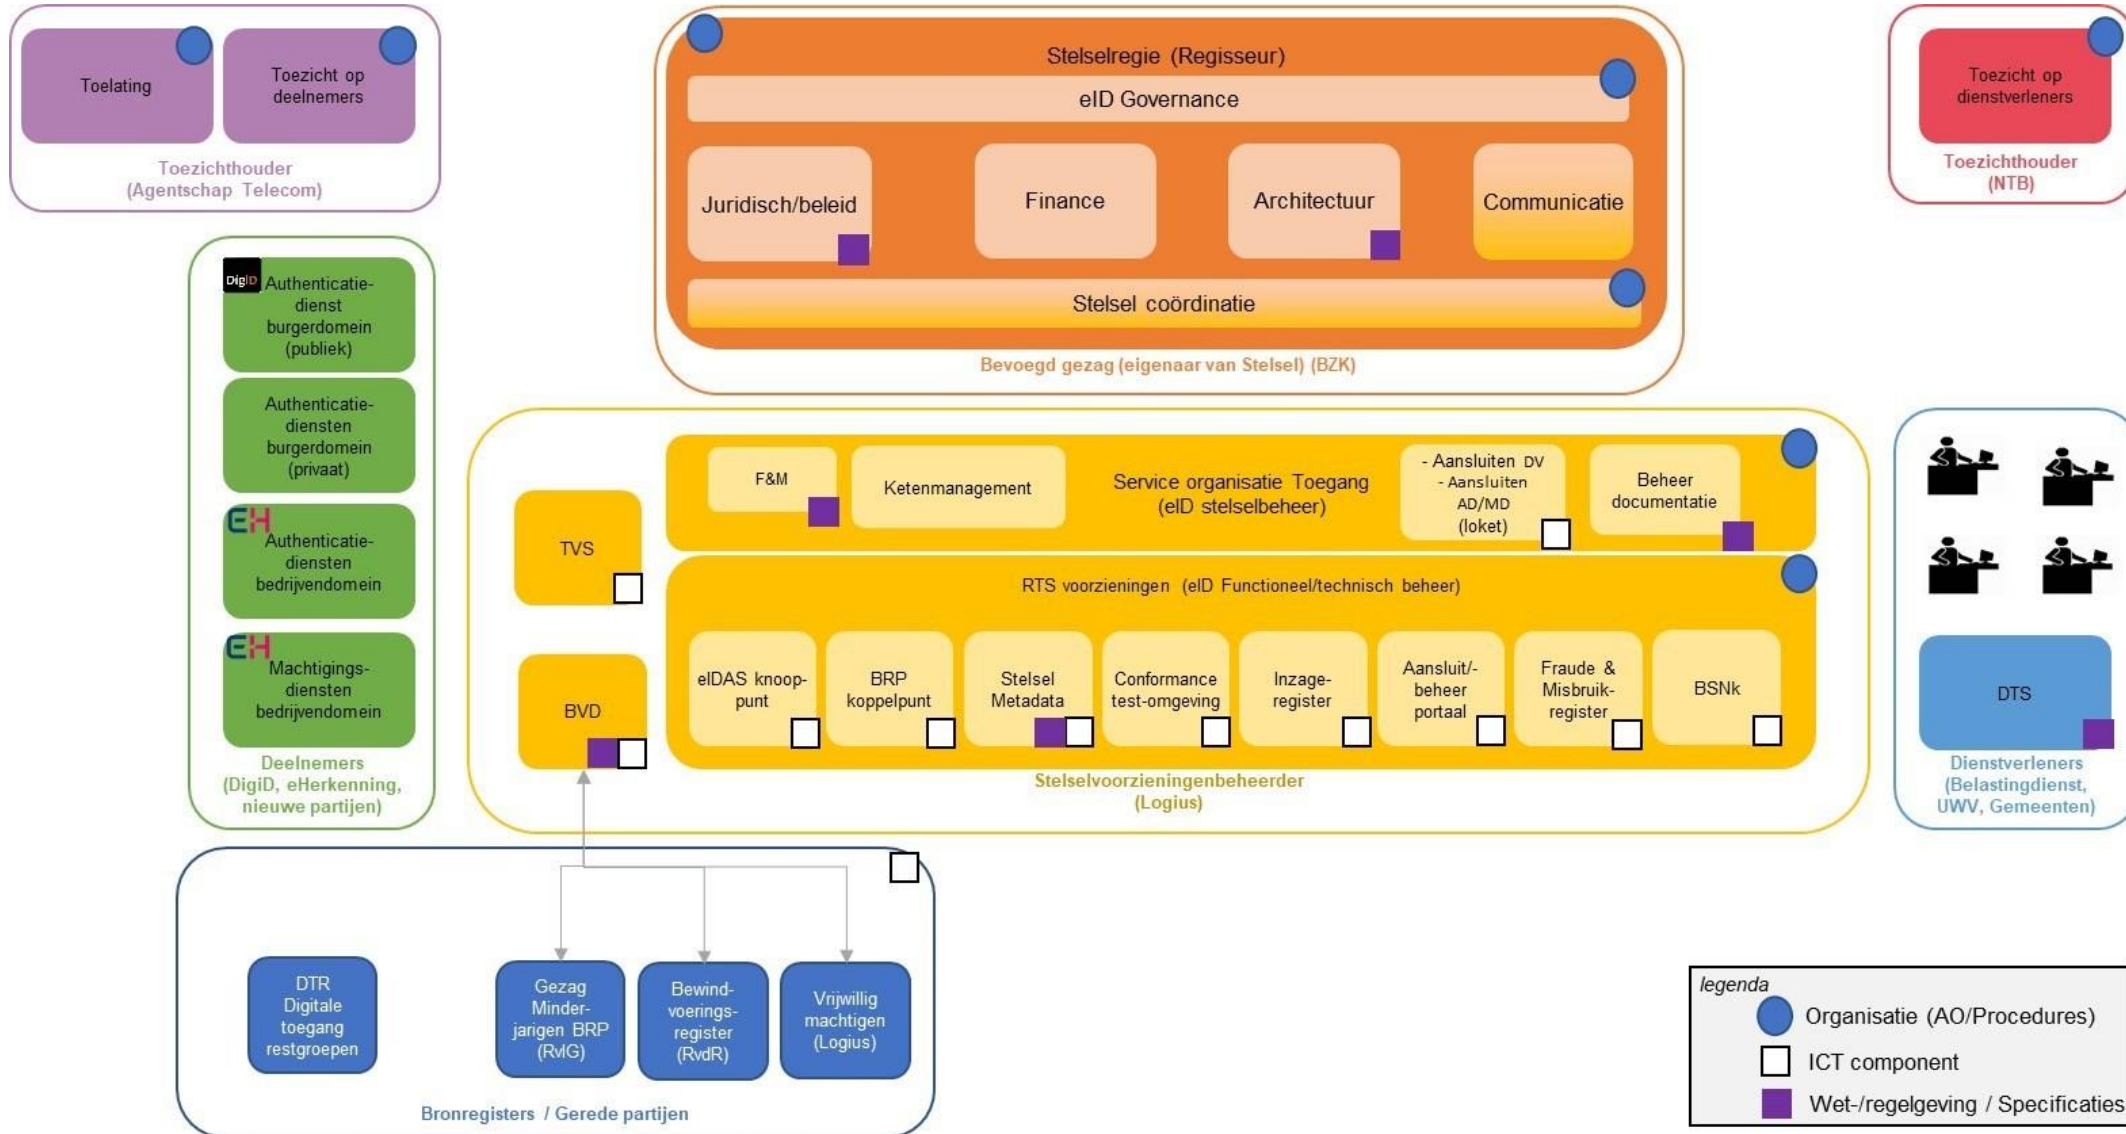 Toelating
Toezicht op
deelnemers
Toezichthouder
(Agentschap Telecom)
Stelselregie (Regisseur)
eID Governance
Juridisch/beleid
Finance
Architectuur
Communicatie
Stelsel coördinatie
Bevoegd gezag (eigenaar van Stelsel) (BZK)
Toezicht op
dienstverleners
Toezichthouder
(NTB)
DigiD
Authenticatie-
dienst
burgerdomein
(publiek)
Authenticatie-
diensten
burgerdomein
(privaat)
EH
Authenticatie-
diensten
bedrijvendomein
EH
Machtigings-
diensten
bedrijvendomein
Deelnemers
(DigiD, eHerkenning,
nieuwe partijen)
TVS
BVD
F&M
Ketenmanagement
Service organisatie Toegang
(eID stelselbeheer)
- Aansluiten DV
- Aansluiten
AD/MD
(loket)
Beheer
documentatie
RTS voorzieningen (eID Functioneel/technisch beheer)
eIDAS knoop-
punt
BRP
koppelpunt
Stelsel
Metadata
Conformance
test-omgeving
Inzage-
register
Aansluit/-
beheer
portaal
Fraude &
Misbruik-
register
BSNk
Stelselvoorzieningenbeheerder
(Logius)
DTS
Dienstverleners
(Belastingdienst,
UWV, Gemeenten)
DTR
Digitale
toegang
restgroepen
Gezag
Minder-
jarigen BRP
(RvIG)
Bewind-
voerings-
register
(RvdR)
Vrijwillig
machtigen
(Logius)
Bronregisters / Gerede partijen
legenda
Organisatie (AO/Procedures)
ICT component
Wet-/regelgeving / Specificaties